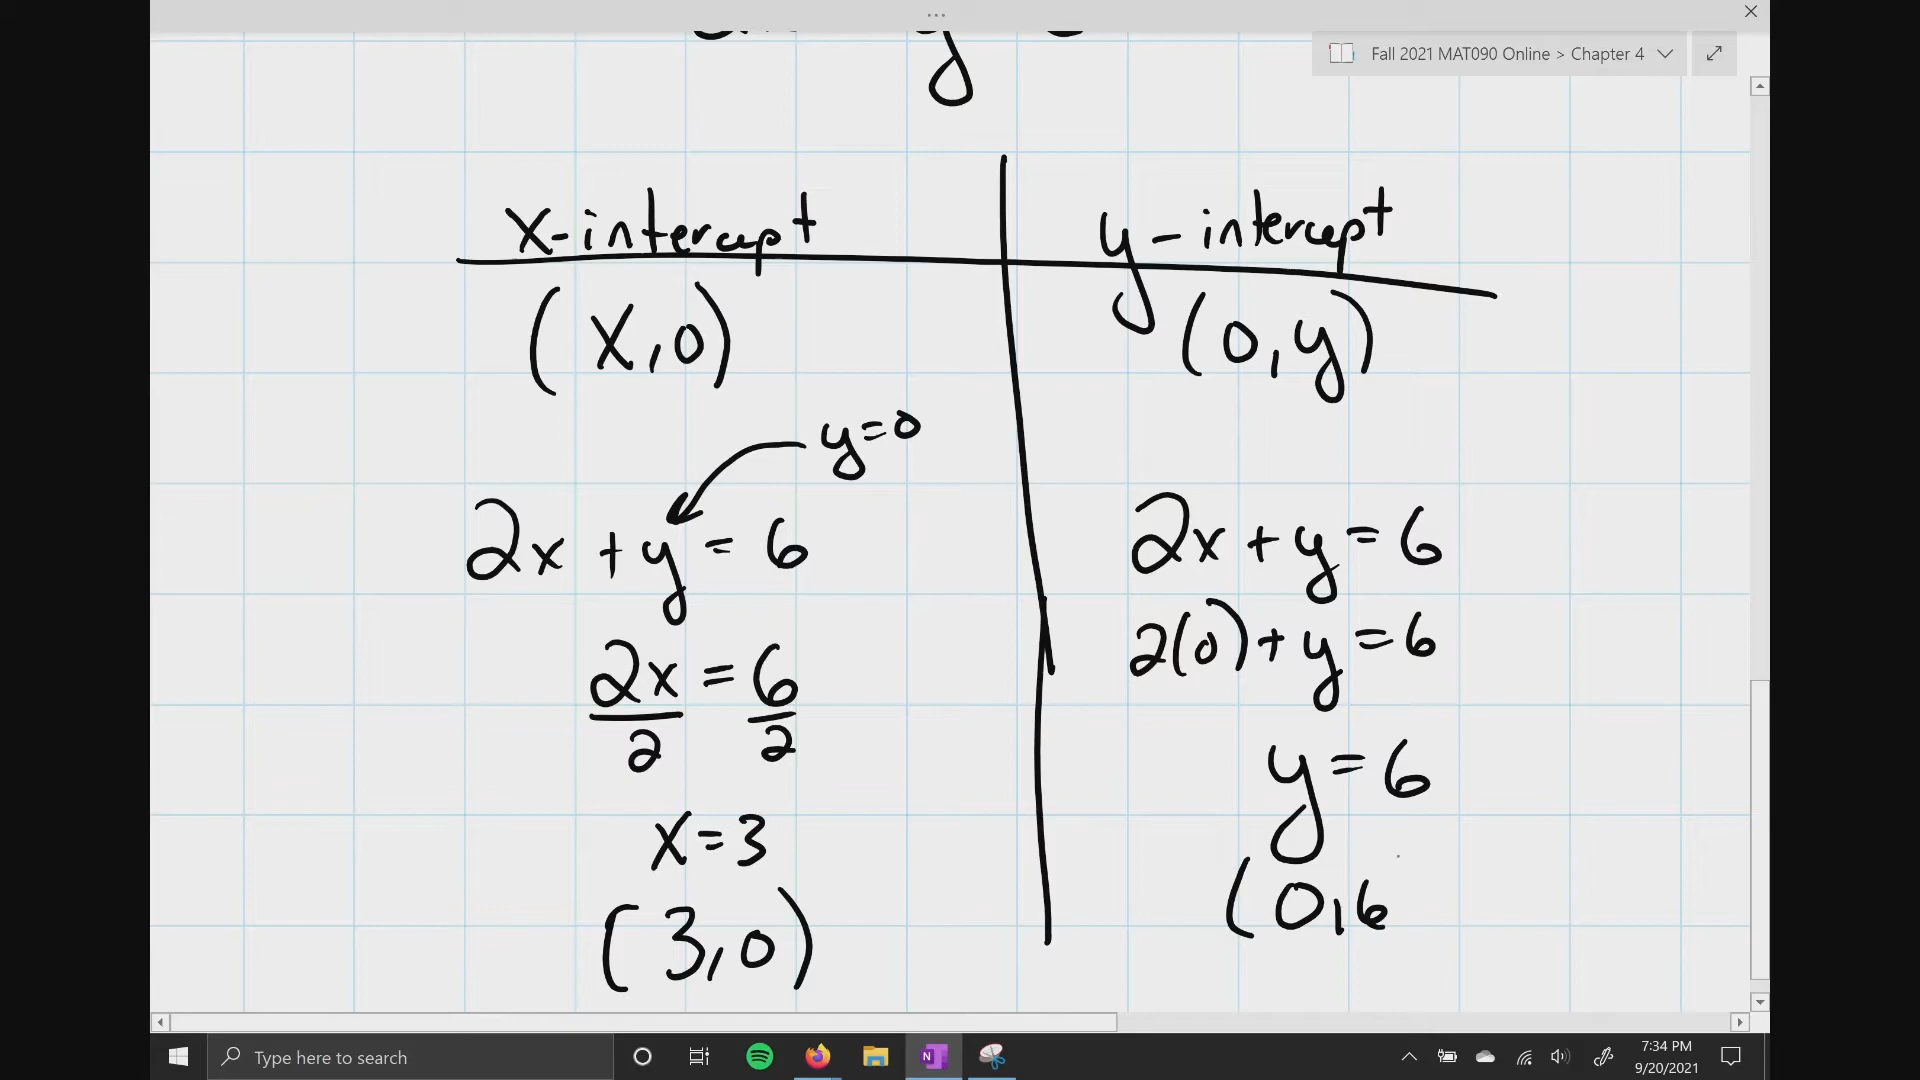 Fall 2021 MAT090 Online > Chapter 4
x-intercept
(x,0)
y=0
2x + y = 6
2x = 6
2 2
x=3
(3,0)
y-intercept
(0,y)
2x+y=6
2(0)+y=6
y=6
(0,6
Type here to search
7:34 PM
9/20/2021